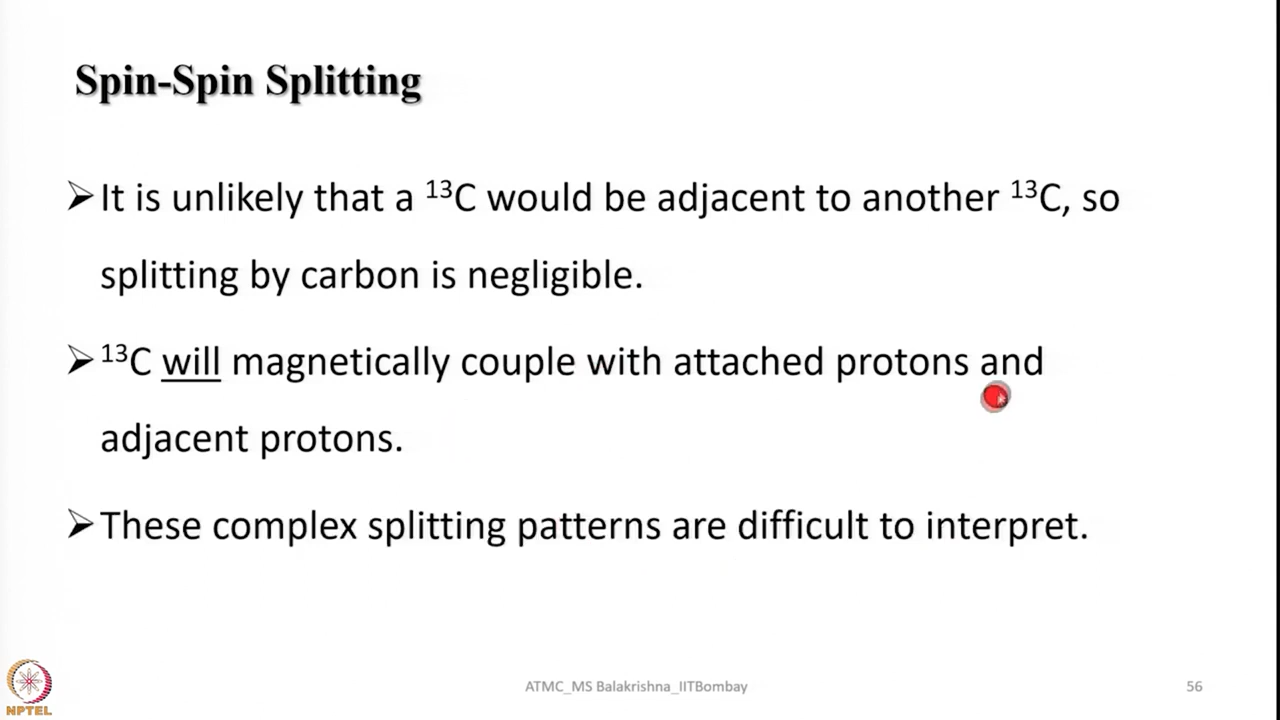 Spin-Spin Splitting
➢It is unlikely that a ¹³C would be adjacent to another ¹³C, so
splitting by carbon is negligible.
➢¹³C will magnetically couple with attached protons and
adjacent protons.
➢These complex splitting patterns are difficult to interpret.
NPTEL
ATMC_MS Balakrishna_IITBombay
56